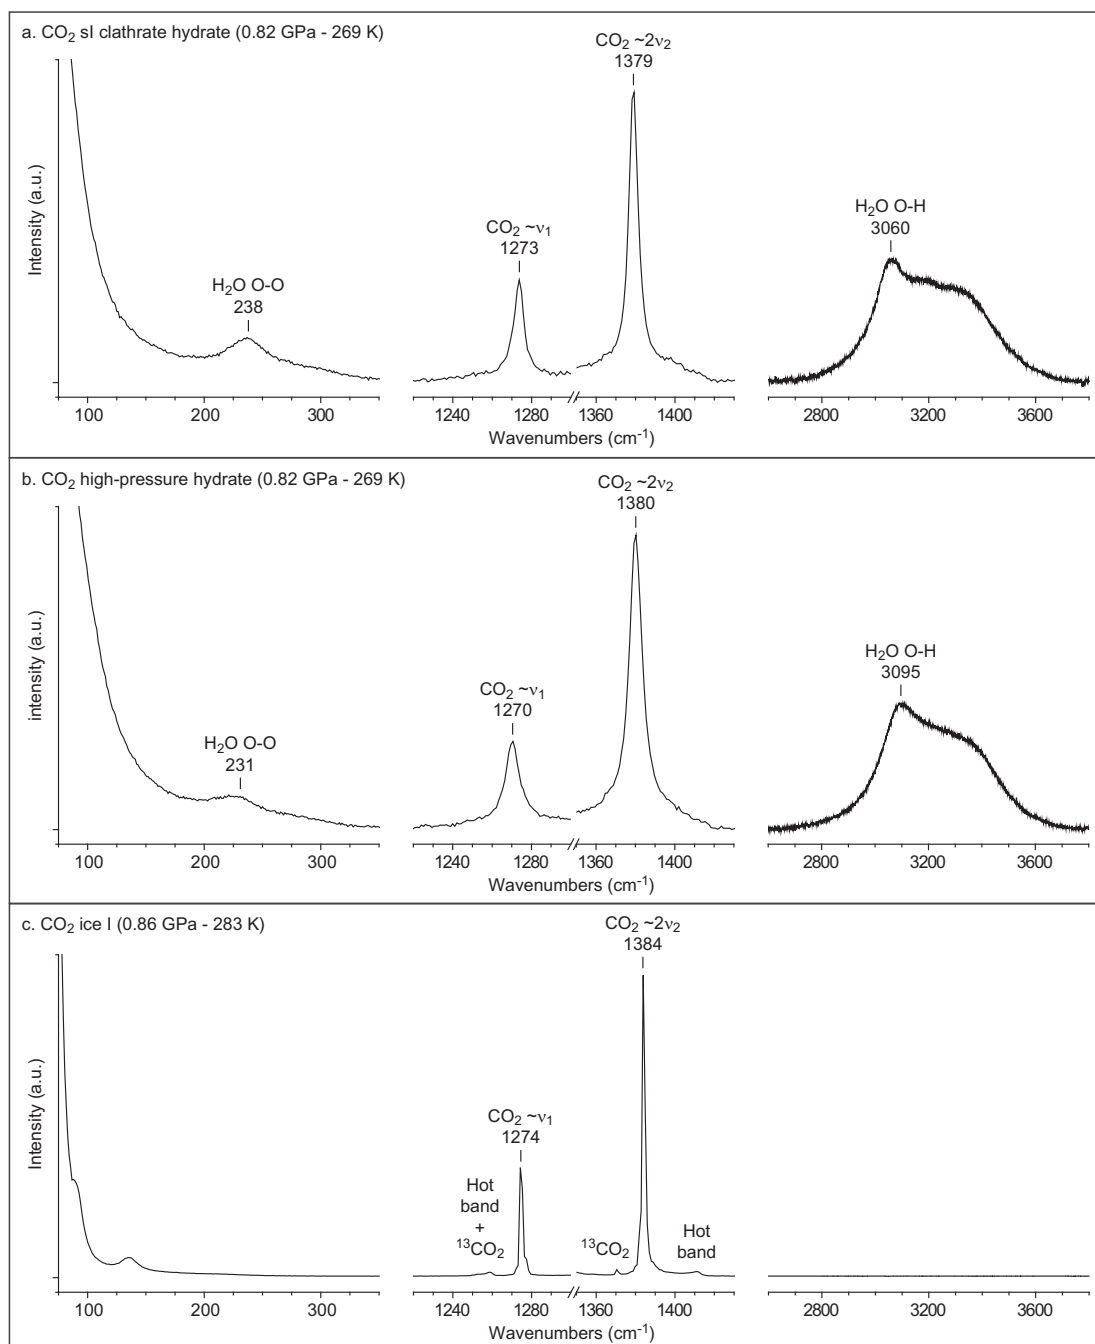 a. CO₂ sI clathrate hydrate (0.82 GPa - 269 K)
CO₂ ~2ν₂
1379
CO₂ ~ν₁
1273
H₂O O-H
3060
H₂O O-O
238
Intensity (a.u.)
100 200 300 1240 1280 1360 1400 2800 3200 3600
Wavenumbers (cm⁻¹)
b. CO₂ high-pressure hydrate (0.82 GPa - 269 K)
CO₂ ~2ν₂
1380
H₂O O-H
3095
CO₂ ~ν₁
1270
H₂O O-O
231
intensity (a.u.)
100 200 300 1240 1280 1360 1400 2800 3200 3600
Wavenumbers (cm⁻¹)
c. CO₂ ice I (0.86 GPa - 283 K)
CO₂ ~2ν₂
1384
CO₂ ~ν₁
1274
Hot
band
+
¹³CO₂
¹³CO₂
Hot
band
Intensity (a.u.)
100 200 300 1240 1280 1360 1400 2800 3200 3600
Wavenumbers (cm⁻¹)